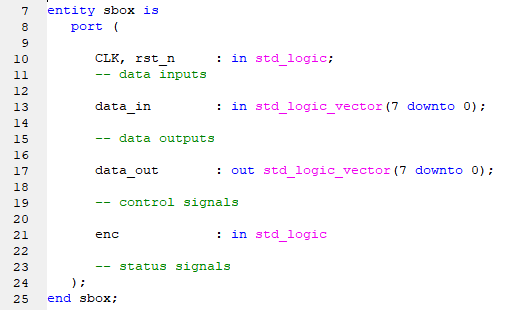 7 entity sbox is
8 port (
9
10 CLK, rst_n : in std_logic;
11 -- data inputs
12
13 data_in : in std_logic_vector(7 downto 0);
14
15 -- data outputs
16
17 data_out : out std_logic_vector(7 downto 0);
18
19 -- control signals
20
21 enc : in std_logic
22
23 -- status signals
24 );
25 end sbox;